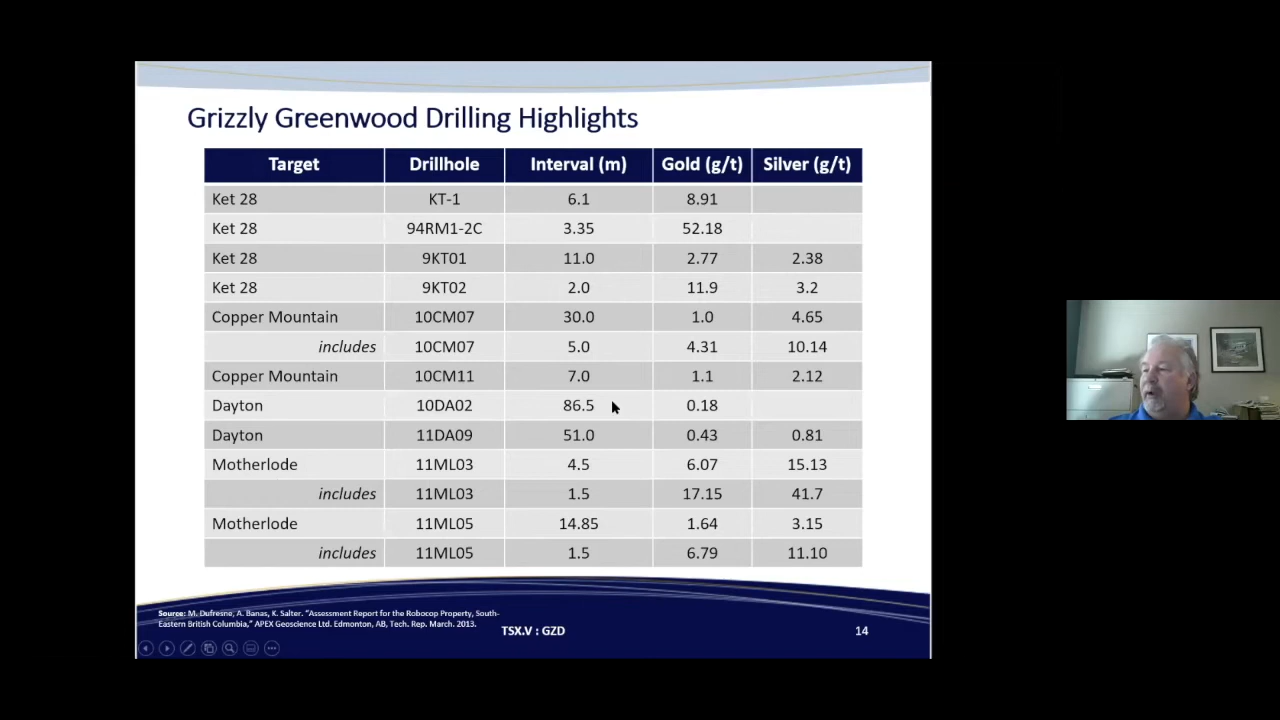 Grizzly Greenwood Drilling Highlights
Target Drillhole Interval (m) Gold (g/t) Silver (g/t)
Ket 28 KT-1 6.1 8.91
Ket 28 94RM1-2C 3.35 52.18
Ket 28 9KT01 11.0 2.77 2.38
Ket 28 9KT02 2.0 11.9 3.2
Copper Mountain 10CM07 30.0 1.0 4.65
includes 10CM07 5.0 4.31 10.14
Copper Mountain 10CM11 7.0 1.1 2.12
Dayton 10DA02 86.5 0.18
Dayton 11DA09 51.0 0.43 0.81
Motherlode 11ML03 4.5 6.07 15.13
includes 11ML03 1.5 17.15 41.7
Motherlode 11ML05 14.85 1.64 3.15
includes 11ML05 1.5 6.79 11.10
Source: M. Dufresne, A. Banas, K. Salter. "Assessment Report for the Robocop Property, South-
Eastern British Columbia," APEX Geoscience Ltd. Edmonton, AB, Tech. Rep. March. 2013.
TSX.V : GZD
14